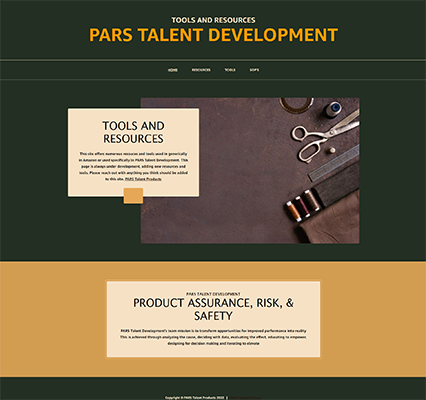 TOOLS AND RESOURCES
PARS TALENT DEVELOPMENT
HOME RESOURCES TOOLS SOP'S
TOOLS AND
RESOURCES
This site offers numerous resources and tools used in generically
in Amazon or used specifically in PARS Talent Development. This
page is always under development; adding new resources and
tools. Please reach out with anything you think should be added
to this site. PARS Talent Products
PARS TALENT DEVELOPMENT
PRODUCT ASSURANCE, RISK, &
SAFETY
PARS Talent Development's team mission is to transform opportunities for improved performance into reality
This is achieved through analyzing the cause, deciding with data, evaluating the effort, educating to empower
designing for decision making and iterating to elevate
Copyright © PARS Talent Products 2022 |